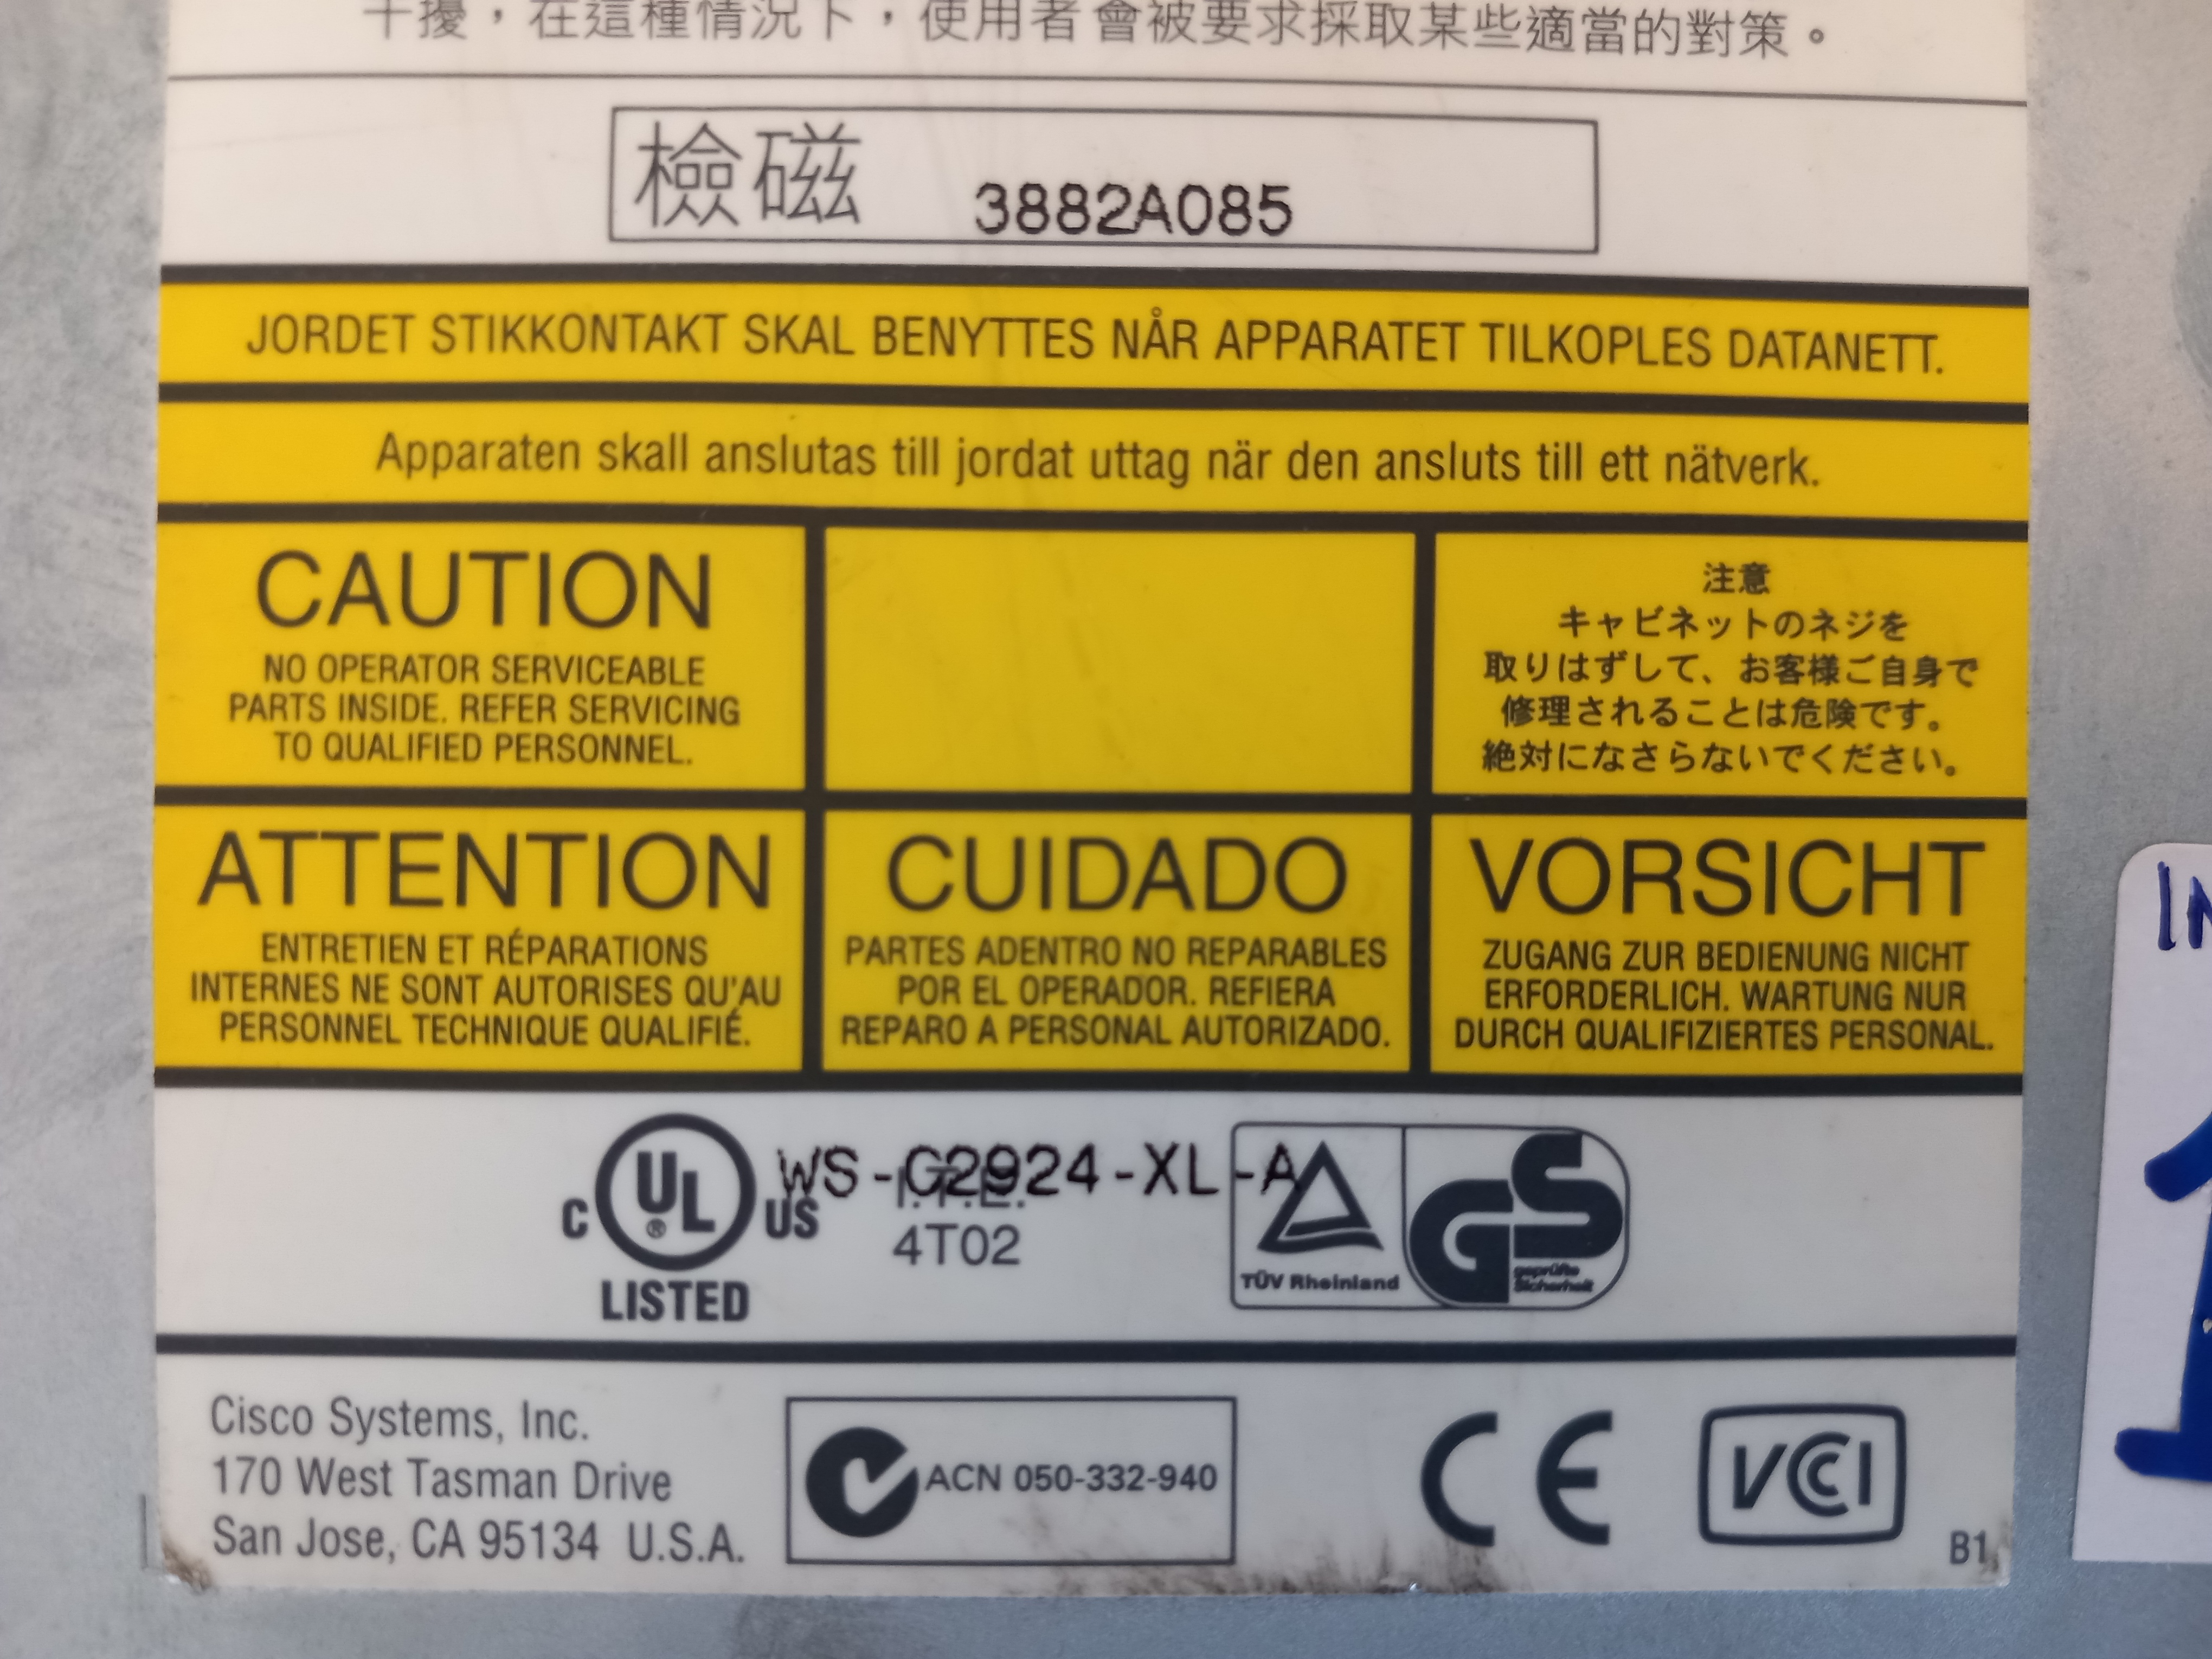 干擾，在這種情況下，使用者會被要求採取某些適當的對策。
檢磁 3882A085
JORDET STIKKONTAKT SKAL BENYTTES NÅR APPARATET TILKOPLES DATANETT.
Apparaten skall anslutas till jordat uttag när den ansluts till ett nätverk.
CAUTION
NO OPERATOR SERVICEABLE
PARTS INSIDE. REFER SERVICING
TO QUALIFIED PERSONNEL.
注意
キャビネットのネジを
取りはずして、お客様ご自身で
修理されることは危険です。
絶対になさらないでください。
ATTENTION
ENTRETIEN ET RÉPARATIONS
INTERNES NE SONT AUTORISES QU'AU
PERSONNEL TECHNIQUE QUALIFIÉ.
CUIDADO
PARTES ADENTRO NO REPARABLES
POR EL OPERADOR. REFIERA
REPARO A PERSONAL AUTORIZADO.
VORSICHT
ZUGANG ZUR BEDIENUNG NICHT
ERFORDERLICH. WARTUNG NUR
DURCH QUALIFIZIERTES PERSONAL.
WS-C2924-XL-A
C UL ® US
I.T.E.
4T02
LISTED
TÜV Rheinland
GS
geprüfte
Sicherheit
Cisco Systems, Inc.
170 West Tasman Drive
San Jose, CA 95134 U.S.A.
ACN 050-332-940
CE
VCCI
B1